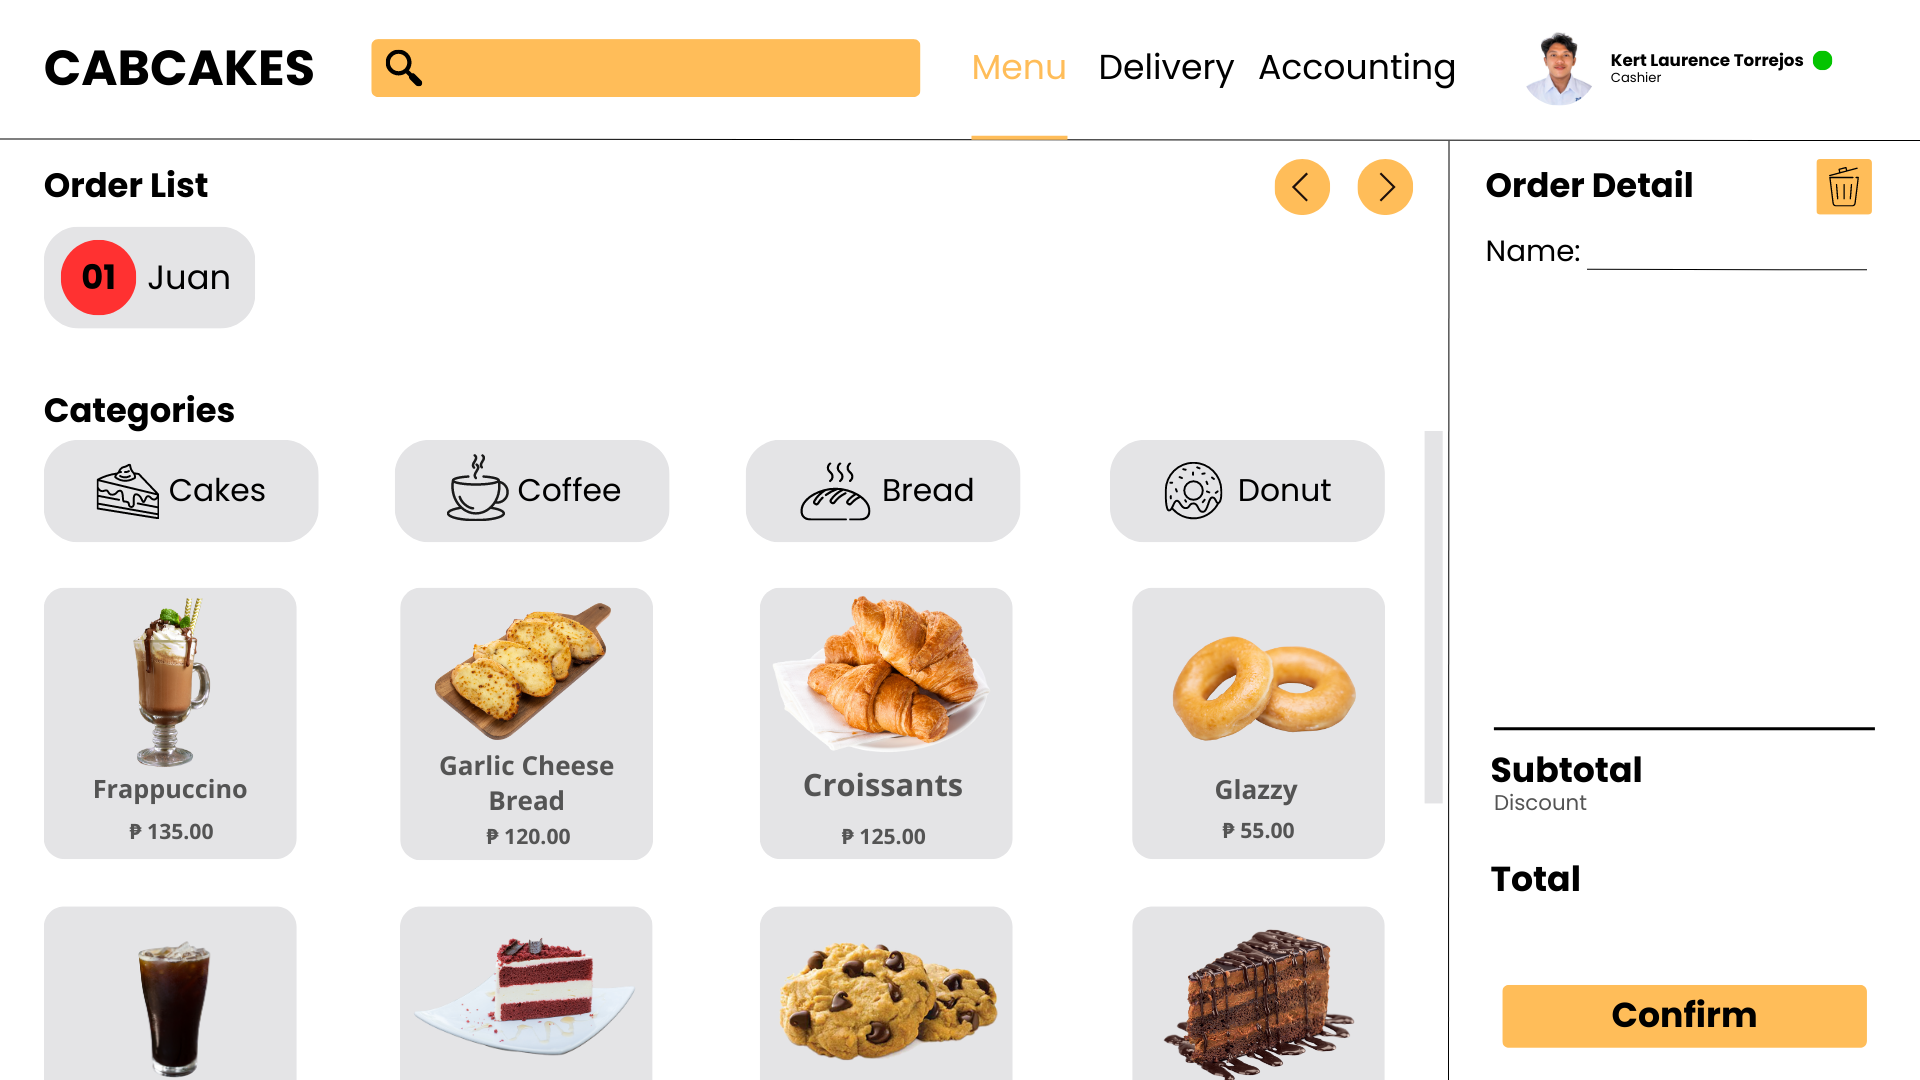 CABCAKES
Menu Delivery Accounting
Kert Laurence Torrejos
Cashier
Order List
01 Juan
Categories
Cakes Coffee Bread Donut
Frappuccino
₱ 135.00
Garlic Cheese
Bread
₱ 120.00
Croissants
₱ 125.00
Glazzy
₱ 55.00
Order Detail
Name:
Subtotal
Discount
Total
Confirm